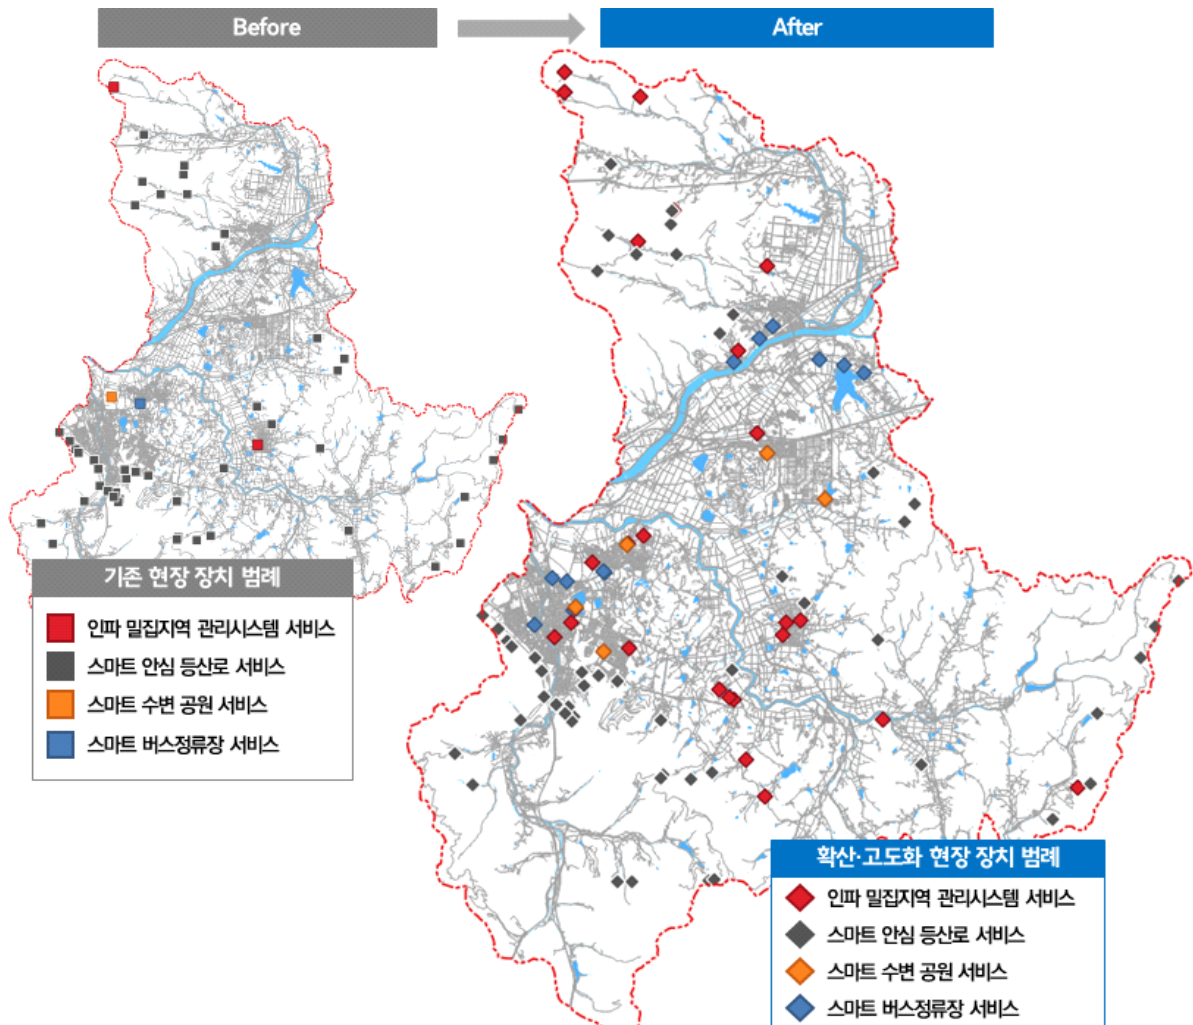 Before
After
기존 현장 장치 범례
인파 밀집지역 관리시스템 서비스
스마트 안심 등산로 서비스
스마트 수변 공원 서비스
스마트 버스정류장 서비스
확산·고도화 현장 장치 범례
인파 밀집지역 관리시스템 서비스
스마트 안심 등산로 서비스
스마트 수변 공원 서비스
스마트 버스정류장 서비스